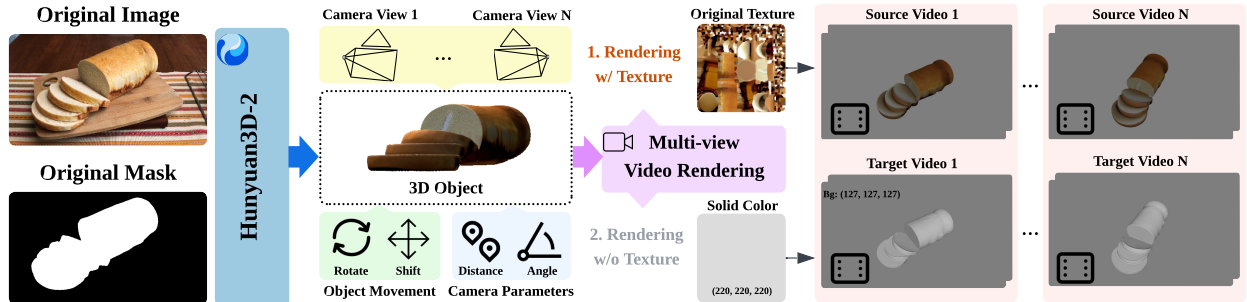 Original Image
Original Mask
Hunyuan3D-2
Camera View 1
Camera View N
...
3D Object
Rotate
Shift
Object Movement
Distance
Angle
Camera Parameters
1. Rendering
w/ Texture
Multi-view
Video Rendering
2. Rendering
w/o Texture
Original Texture
Solid Color
(220, 220, 220)
Source Video 1
...
Source Video N
Target Video 1
Bg: (127, 127, 127)
...
Target Video N